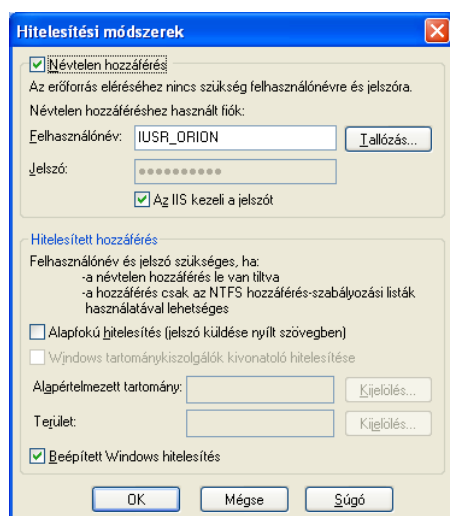 Hitelesítési módszerek
Névtelen hozzáférés
Az erőforrás eléréséhez nincs szükség felhasználónévre és jelszóra.
Névtelen hozzáféréshez használt fiók:
Felhasználónév:
IUSR_ORION
Tallózás...
Jelszó:
●●●●●●●●●●
Az IIS kezeli a jelszót
Hitelesített hozzáférés
Felhasználónév és jelszó szükséges, ha:
-a névtelen hozzáférés le van tiltva
-a hozzáférés csak az NTFS hozzáférés-szabályozási listák
használatával lehetséges
Alapfokú hitelesítés (jelszó küldése nyílt szövegben)
Windows tartománykiszolgálók kivonatoló hitelesítése
Alapértelmezett tartomány:
Kijelölés...
Terület:
Kijelölés...
Beépített Windows hitelesítés
OK
Mégse
Súgó